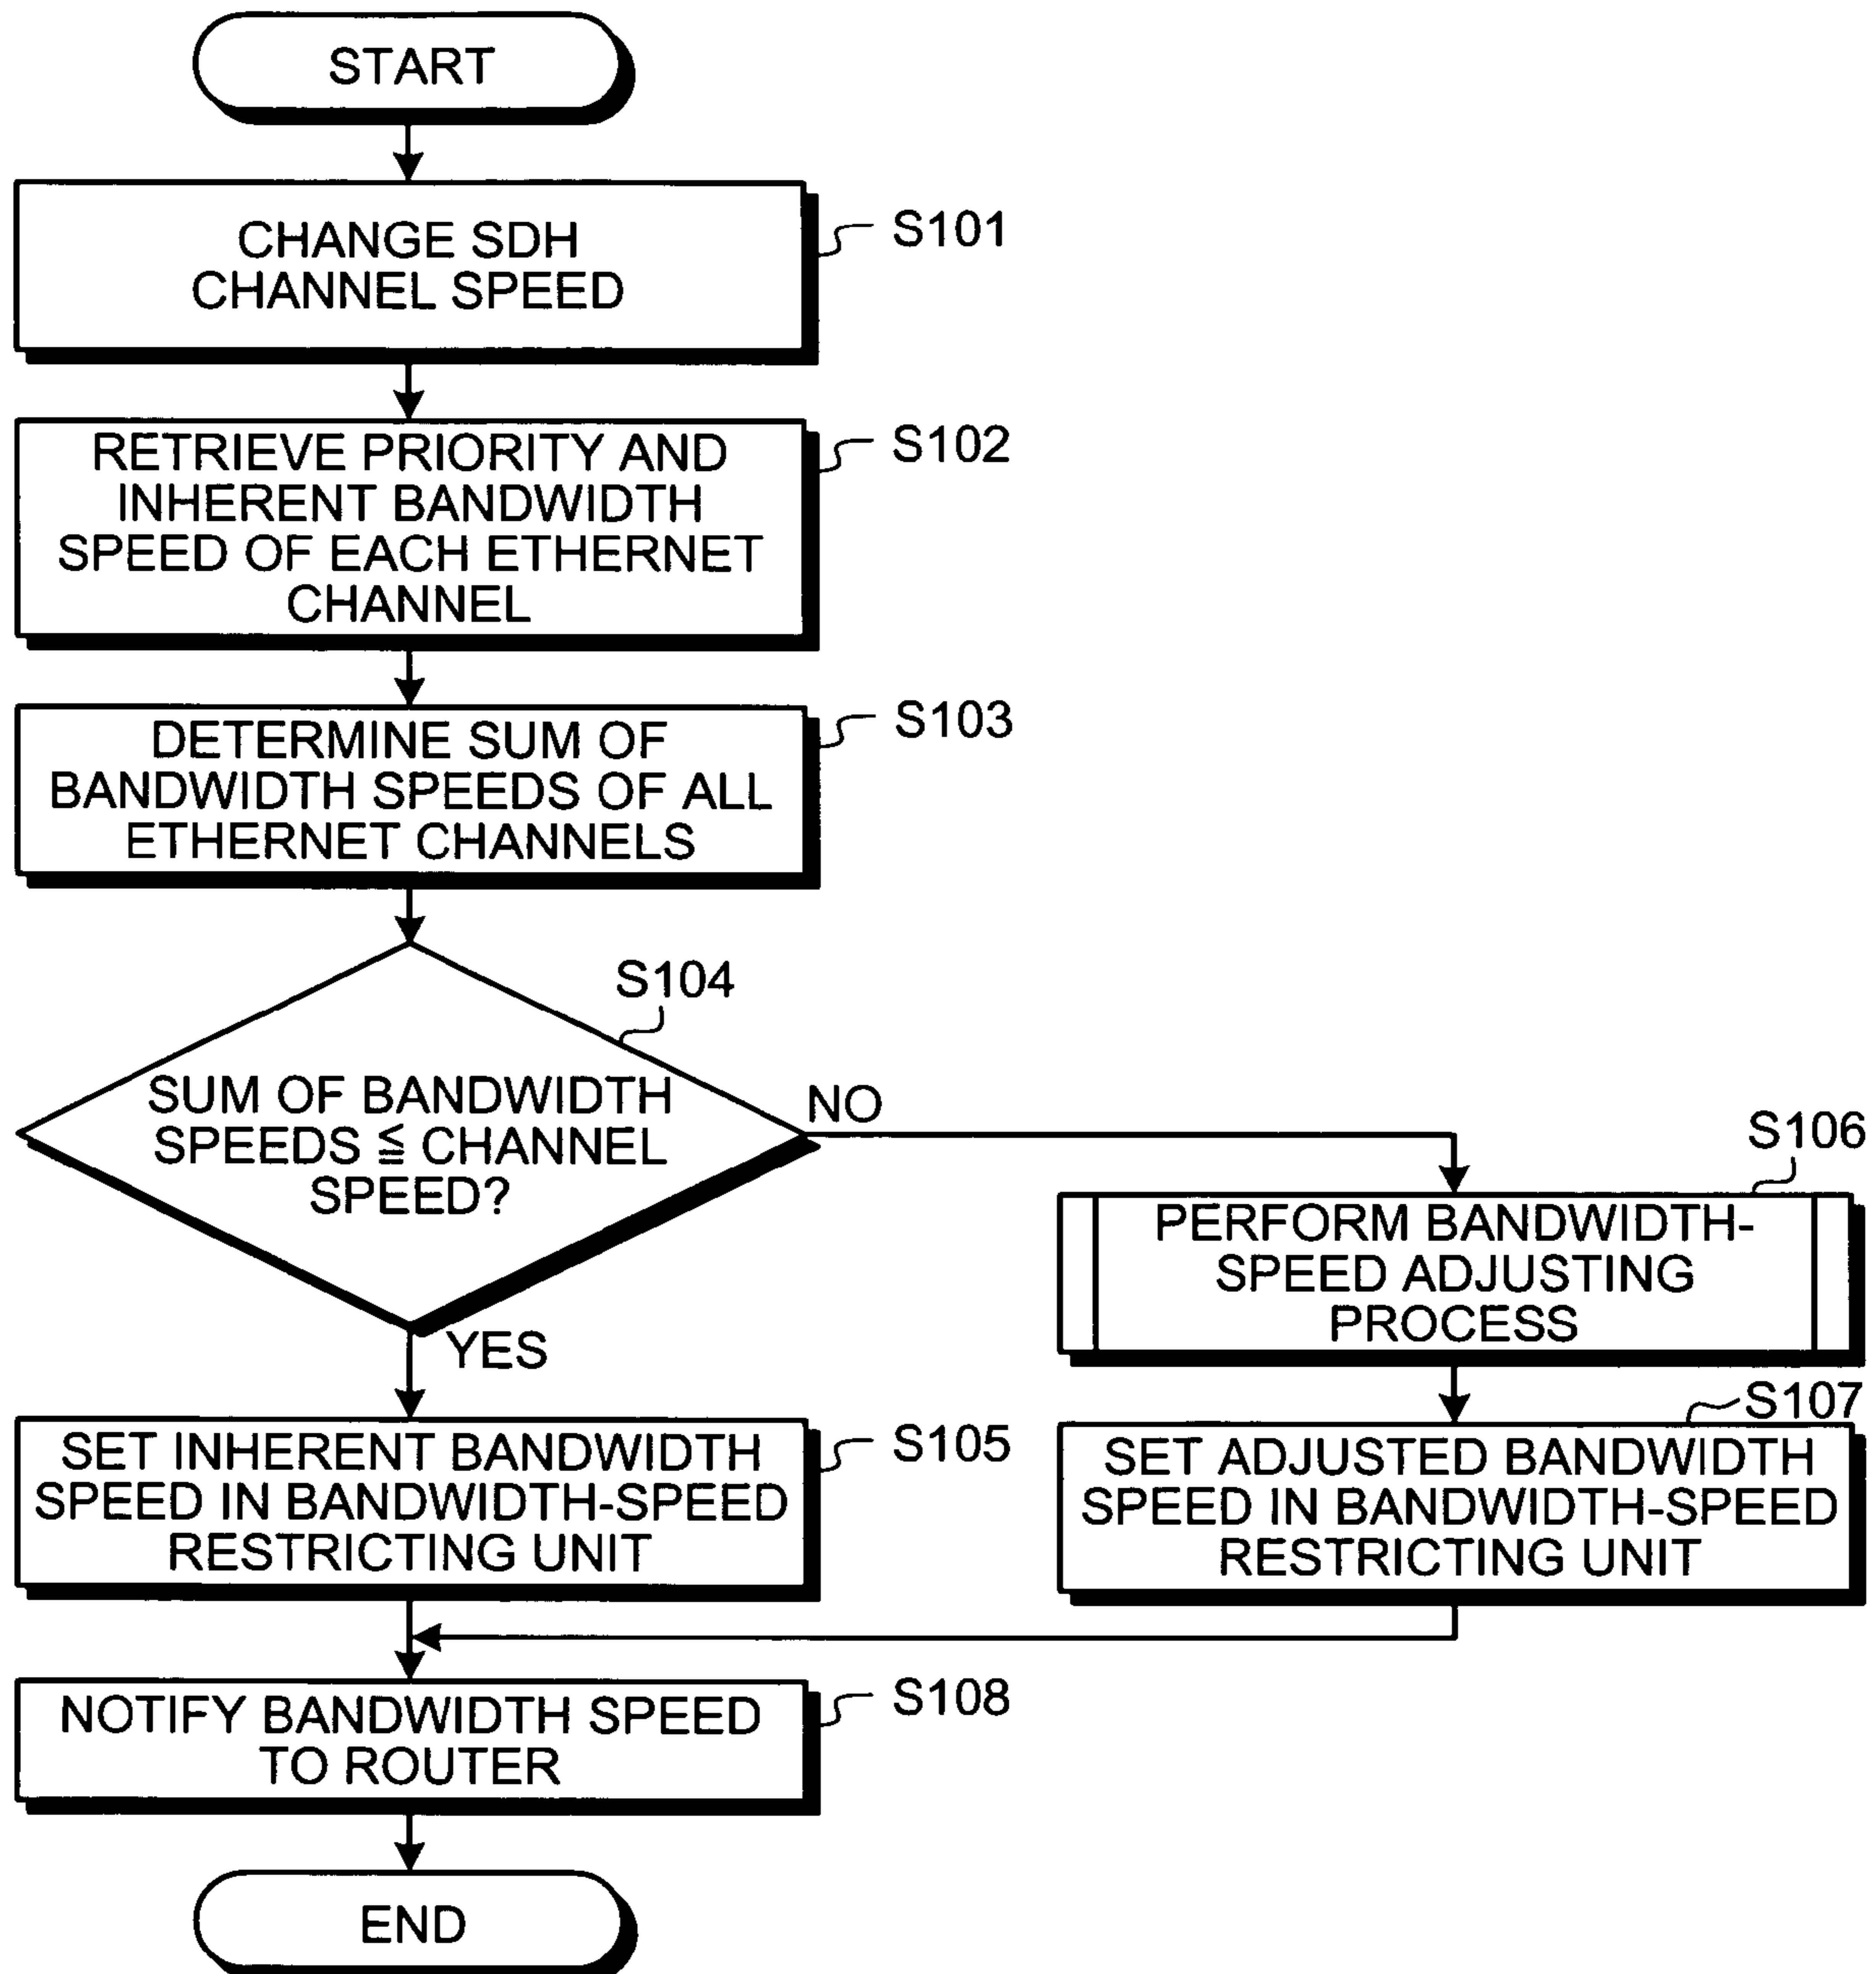 START
CHANGE SDH
CHANNEL SPEED
S101
RETRIEVE PRIORITY AND
INHERENT BANDWIDTH
SPEED OF EACH ETHERNET
CHANNEL
S102
DETERMINE SUM OF
BANDWIDTH SPEEDS OF ALL
ETHERNET CHANNELS
S103
S104
SUM OF BANDWIDTH
SPEEDS ≦ CHANNEL
SPEED?
NO
YES
S106
PERFORM BANDWIDTH-
SPEED ADJUSTING
PROCESS
SET INHERENT BANDWIDTH
SPEED IN BANDWIDTH-SPEED
RESTRICTING UNIT
S105
S107
SET ADJUSTED BANDWIDTH
SPEED IN BANDWIDTH-SPEED
RESTRICTING UNIT
NOTIFY BANDWIDTH SPEED
TO ROUTER
S108
END